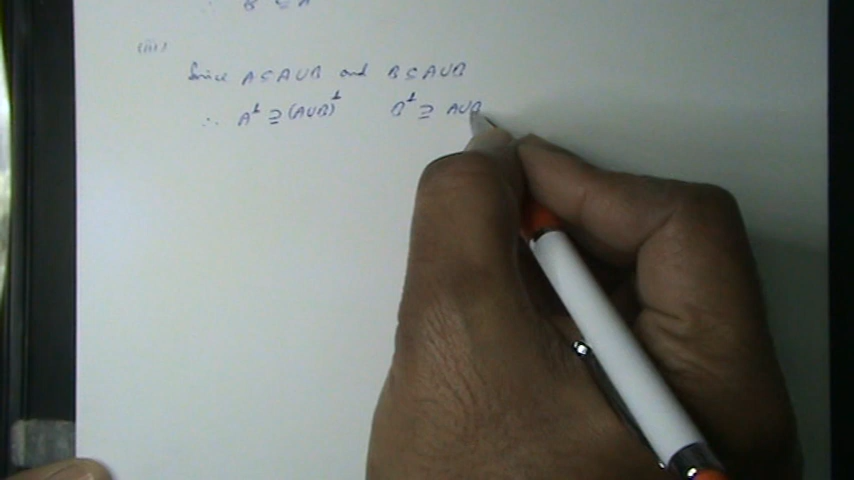 ∴ B ⊆ A
(iii)
Since A ⊆ A∪B and B ⊆ A∪B
∴ A^⊥ ⊇ (A∪B)^⊥ B^⊥ ⊇ A∪B